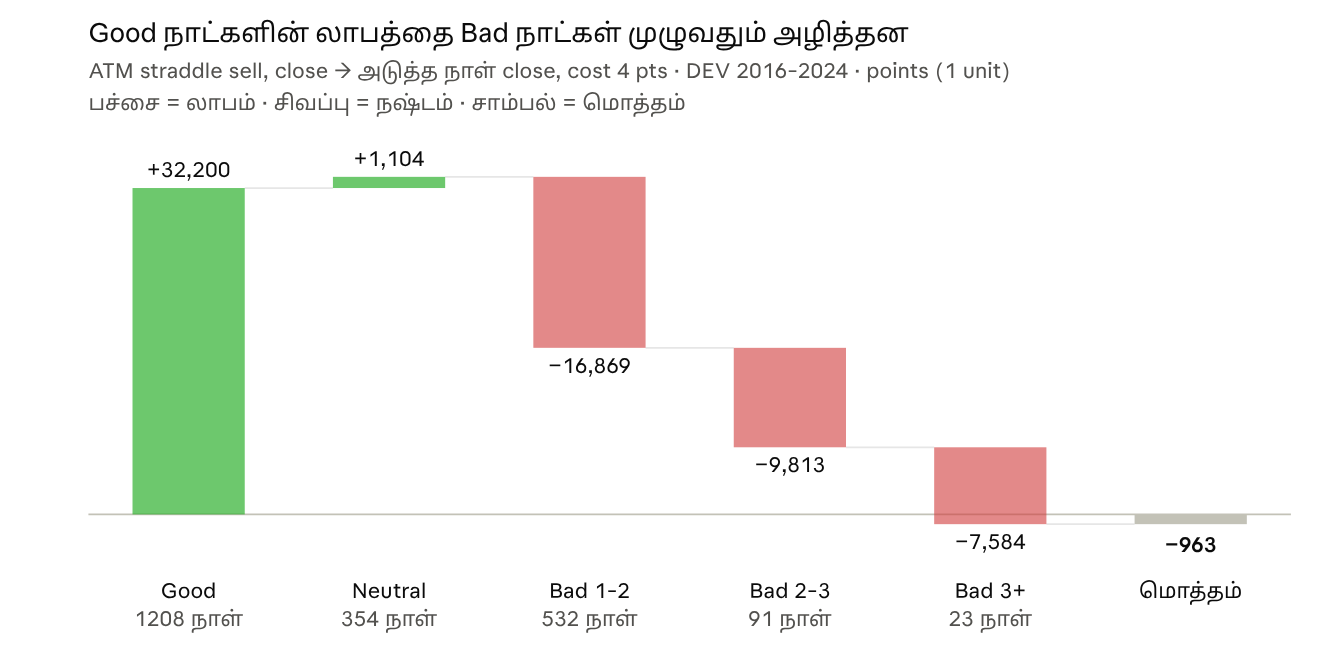 Good நாட்களின் லாபத்தை Bad நாட்கள் முழுவதும் அழித்தன
ATM straddle sell, close → அடுத்த நாள் close, cost 4 pts · DEV 2016-2024 · points (1 unit)
பச்சை = லாபம் · சிவப்பு = நஷ்டம் · சாம்பல் = மொத்தம்
+32,200
+1,104
−16,869
−9,813
−7,584
−963
Good
Neutral
Bad 1-2
Bad 2-3
Bad 3+
மொத்தம்
1208 நாள்
354 நாள்
532 நாள்
91 நாள்
23 நாள்